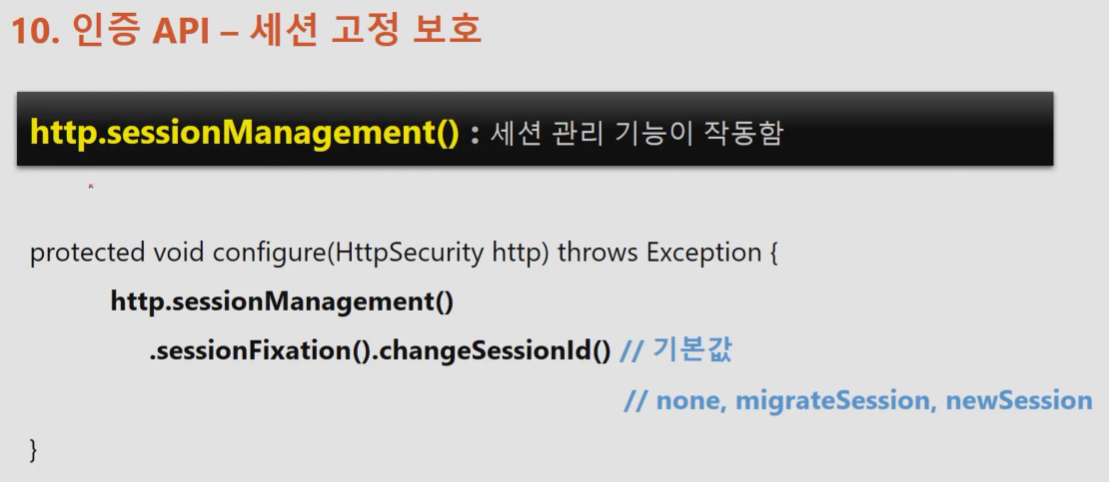 10. 인증 API – 세션 고정 보호
http.sessionManagement() : 세션 관리 기능이 작동함
protected void configure(HttpSecurity http) throws Exception {
http.sessionManagement()
.sessionFixation().changeSessionId() // 기본값
// none, migrateSession, newSession
}